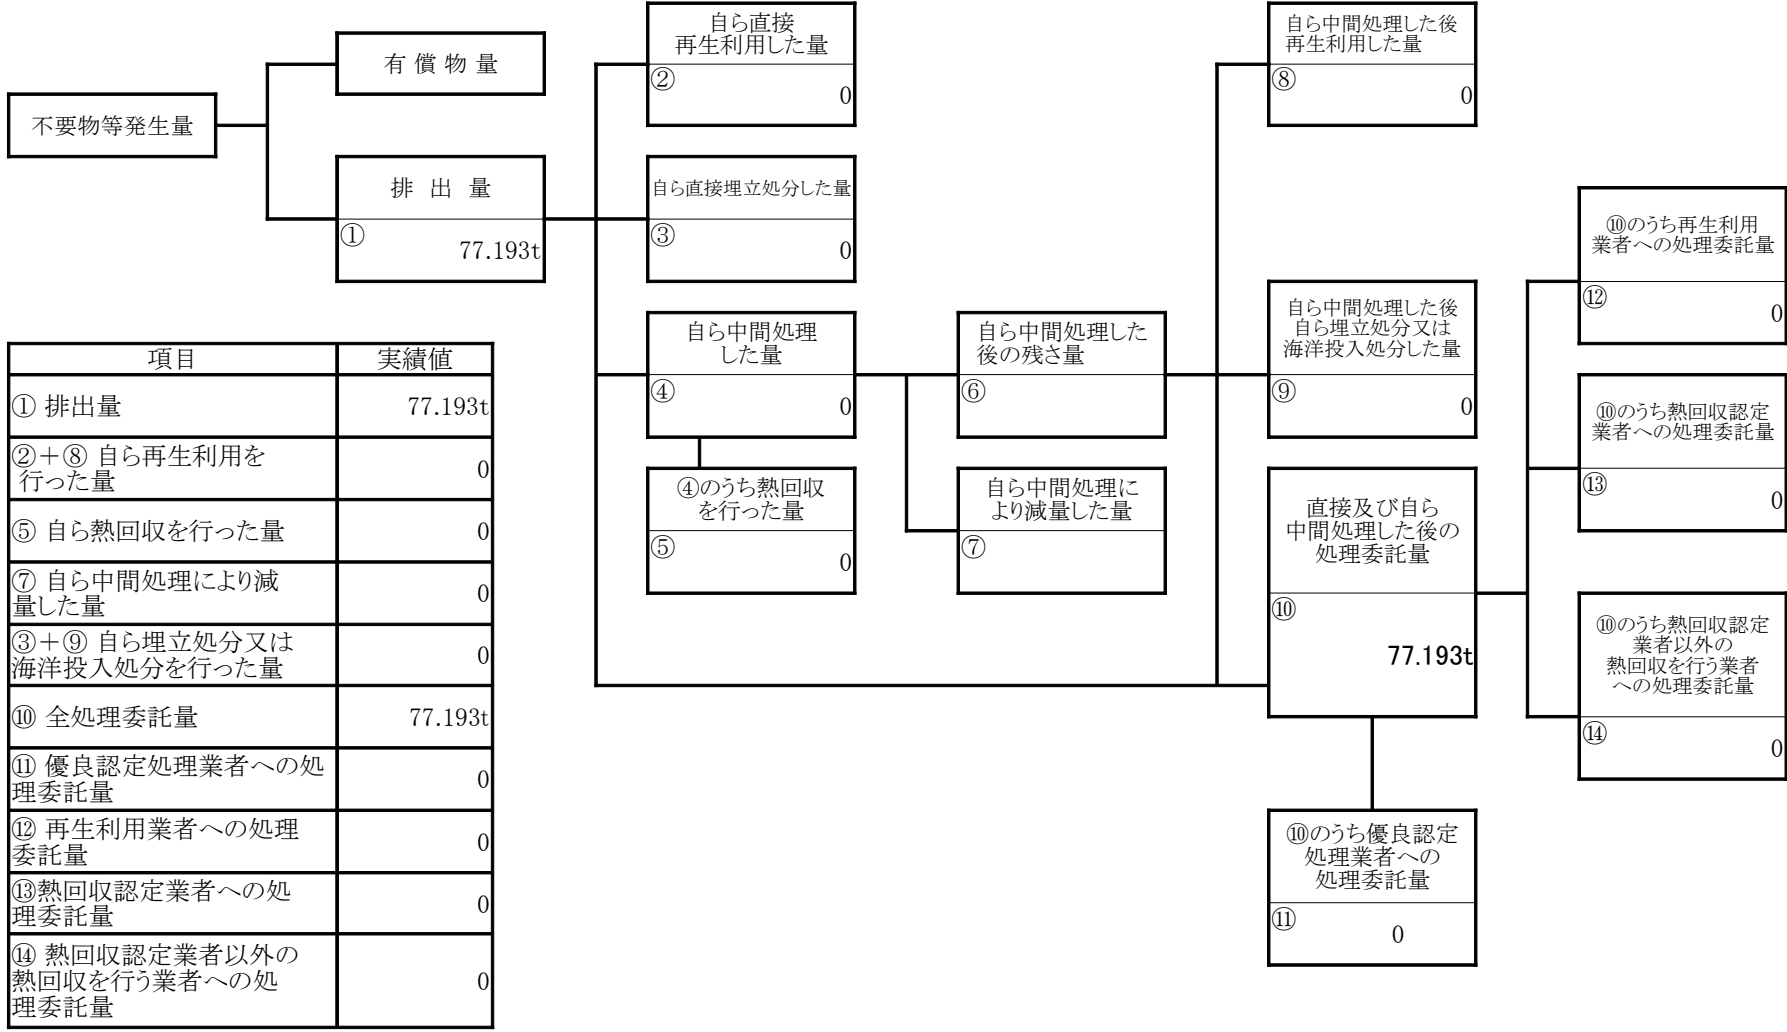 不要物等発生量
有 償 物 量
排 出 量
①
77.193t
自ら直接
再生利用した量
②
0
自ら直接埋立処分した量
③
0
自ら中間処理
した量
④
0
④のうち熱回収
を行った量
⑤
0
自ら中間処理した
後の残さ量
⑥
自ら中間処理に
より減量した量
⑦
自ら中間処理した後
再生利用した量
⑧
0
自ら中間処理した後
自ら埋立処分又は
海洋投入処分した量
⑨
0
直接及び自ら
中間処理した後の
処理委託量
⑩
77.193t
⑩のうち優良認定
処理業者への
処理委託量
⑪
0
⑩のうち再生利用
業者への処理委託量
⑫
0
⑩のうち熱回収認定
業者への処理委託量
⑬
0
⑩のうち熱回収認定
業者以外の
熱回収を行う業者
への処理委託量
⑭
0
項目 実績値
① 排出量 77.193t
②+⑧ 自ら再生利用を
行った量
0
⑤ 自ら熱回収を行った量 0
⑦ 自ら中間処理により減
量した量
0
③+⑨ 自ら埋立処分又は
海洋投入処分を行った量
0
⑩ 全処理委託量 77.193t
⑪ 優良認定処理業者への処
理委託量
0
⑫ 再生利用業者への処理
委託量
0
⑬熱回収認定業者への処
理委託量
0
⑭ 熱回収認定業者以外の
熱回収を行う業者への処
理委託量
0